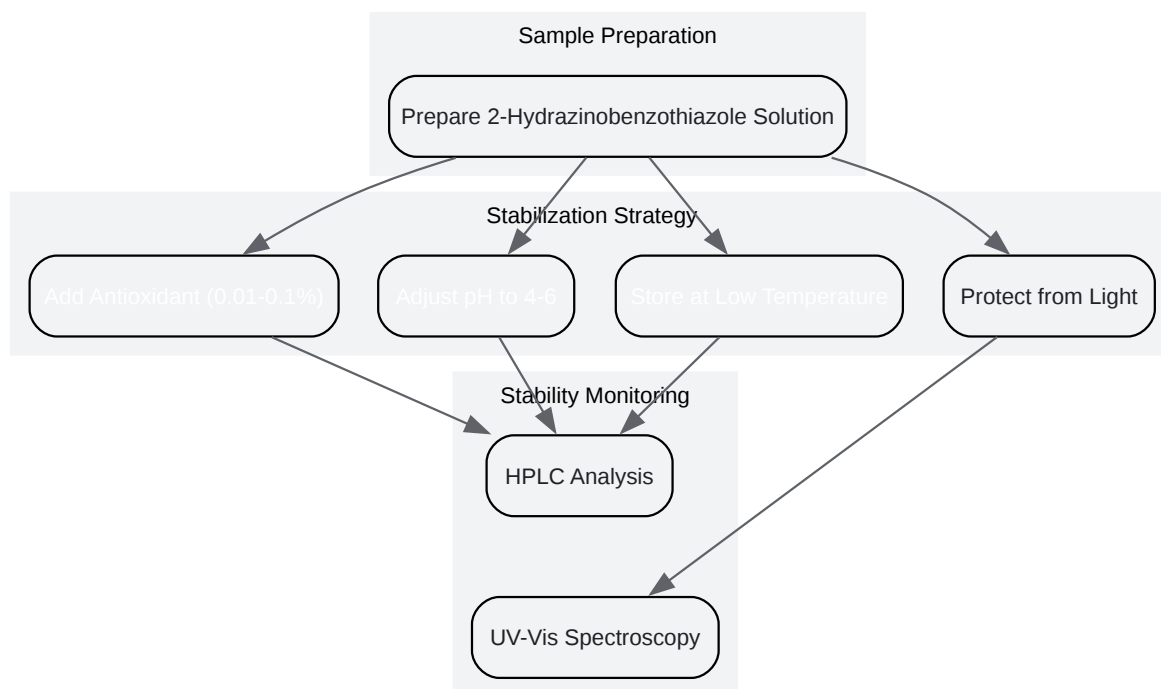 Sample Preparation
Prepare 2-Hydrazinobenzothiazole Solution
Stabilization Strategy
Add Antioxidant (0.01-0.1%)
Adjust pH to 4-6
Store at Low Temperature
Protect from Light
Stability Monitoring
HPLC Analysis
UV-Vis Spectroscopy